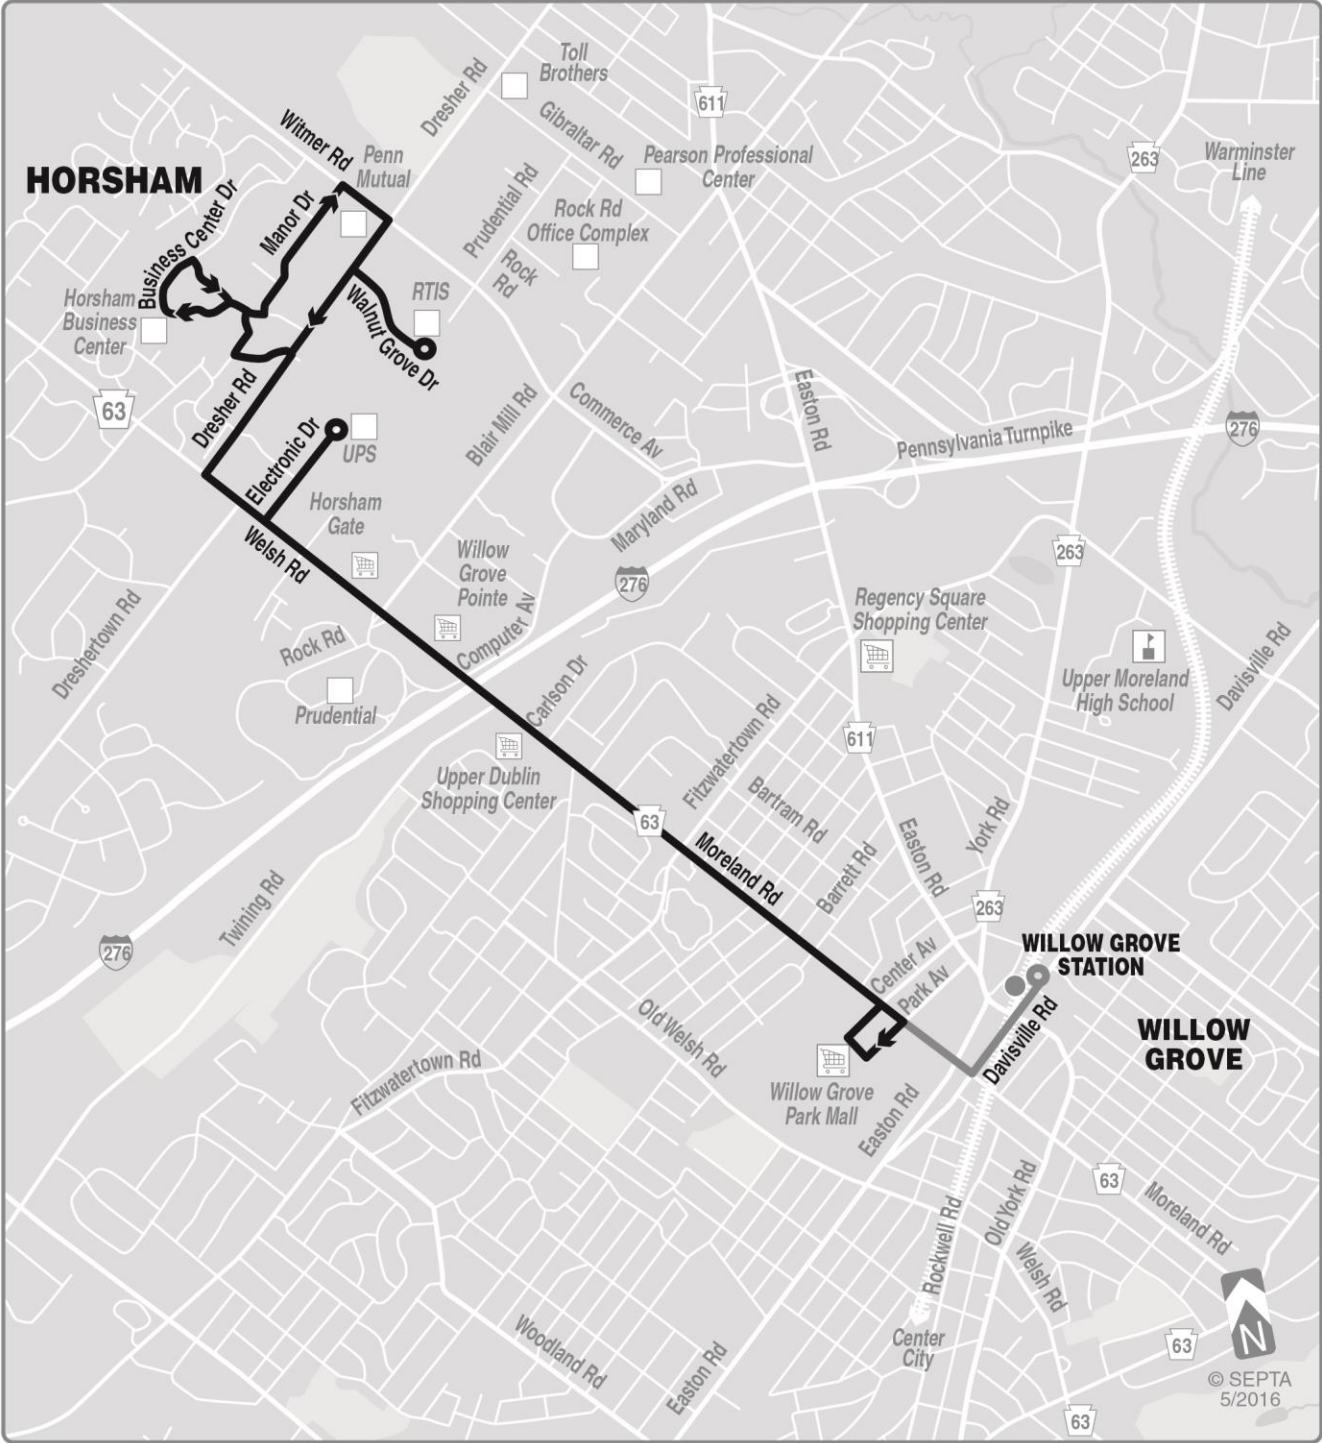 Toll
Brothers
Dresher Rd
611
Gibraltar Rd
Witmer Rd
Penn
Mutual
Pearson Professional
Center
263
Warminster
Line
HORSHAM
Business Center Dr
Manor Dr
Prudential Rd
Rock Rd
Office Complex
Rock
Rd
Horsham
Business
Center
RTIS
Walnut Grove Dr
63
Dresher Rd
Electronic Dr
UPS
Blair Mill Rd
Commerce Av
Easton Rd
Pennsylvania Turnpike
276
Horsham
Gate
Maryland Rd
Welsh Rd
Willow
Grove
Pointe
276
263
Computer Av
Regency Square
Shopping Center
Dreshertown Rd
Rock Rd
Prudential
Carlson Dr
Upper Moreland
High School
Davisville Rd
Upper Dublin
Shopping Center
Fitzwatertown Rd
611
63
Bartram Rd
Moreland Rd
Barrett Rd
Easton Rd
York Rd
Twining Rd
263
276
Center Av
Park Av
WILLOW GROVE
STATION
Davisville Rd
WILLOW
GROVE
Old Welsh Rd
Fitzwatertown Rd
Willow Grove
Park Mall
Easton Rd
63
Moreland Rd
Rockwell Rd
Old York Rd
Welsh Rd
Center
City
Woodland Rd
Easton Rd
63
N
© SEPTA
5/2016
63